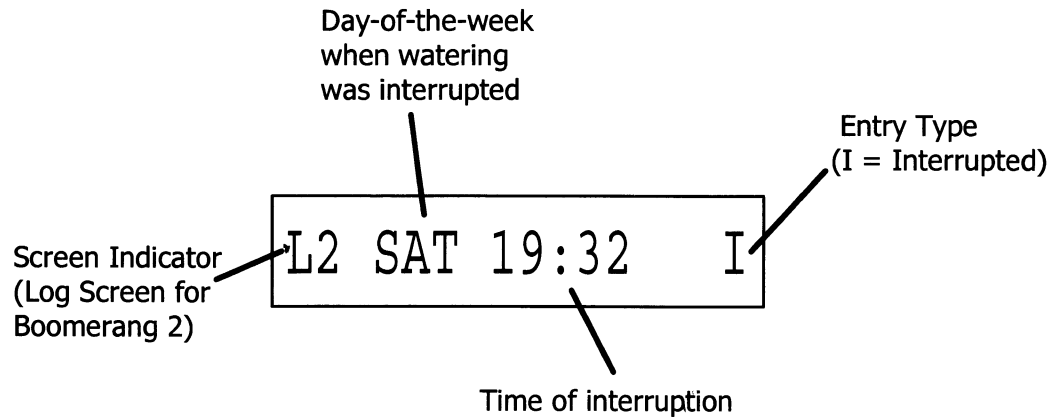 Day-of-the-week
when watering
was interrupted
Entry Type
(I = Interrupted)
L2 SAT 19:32 I
Screen Indicator
(Log Screen for
Boomerang 2)
Time of interruption